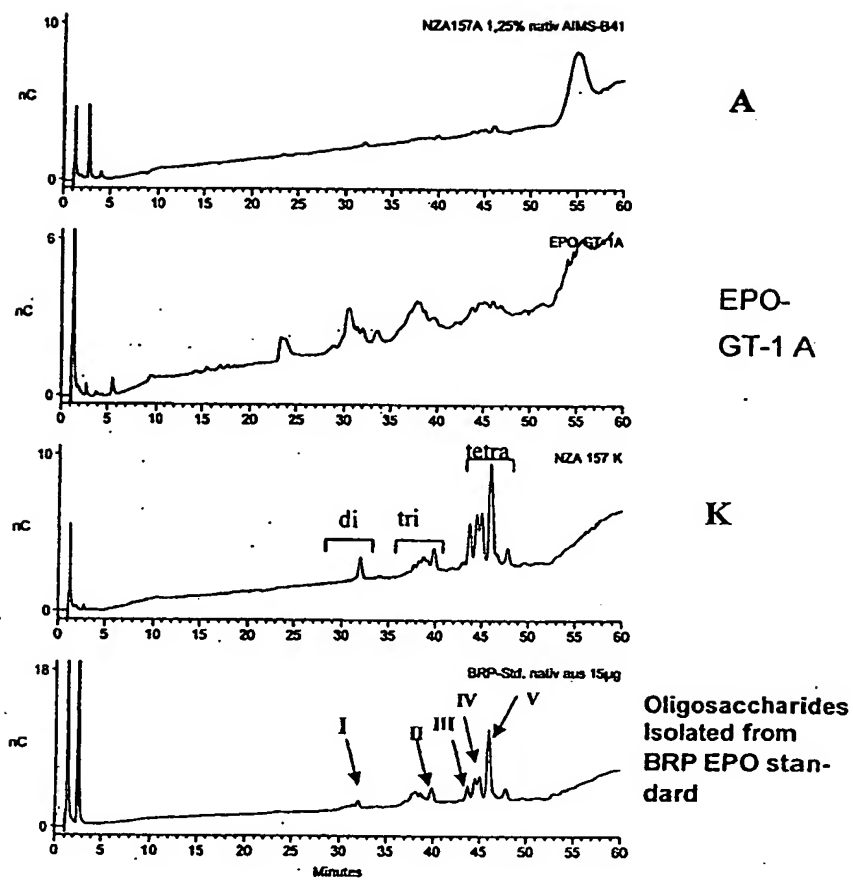 10
nC
0
NZA157A 1,25% nativ AIMS-B41
0 5 10 15 20 25 30 35 40 45 50 55 60
A
6
nC
0
EPO-GT-1A
0 5 10 15 20 25 30 35 40 45 50 55 60
EPO-
GT-1 A
10
nC
0
di
tri
tetra
NZA 157 K
0 5 10 15 20 25 30 35 40 45 50 55 60
K
18
nC
0
BRP-Std. nativ aus 15µg
I
II
III
IV
V
0 5 10 15 20 25 30 35 40 45 50 55 60
Minutes
Oligosaccharides
Isolated from
BRP EPO stan-
dard